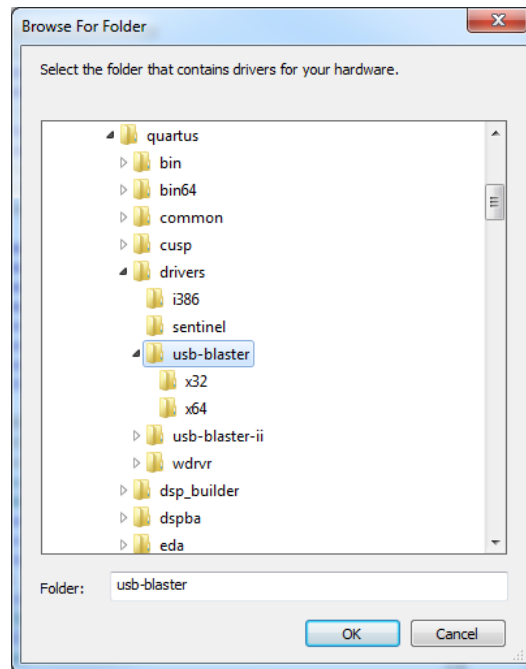 Browse For Folder
Select the folder that contains drivers for your hardware.
quartus
bin
bin64
common
cusp
drivers
i386
sentinel
usb-blaster
x32
x64
usb-blaster-ii
wdrvr
dsp_builder
dspba
eda
Folder: usb-blaster
OK Cancel